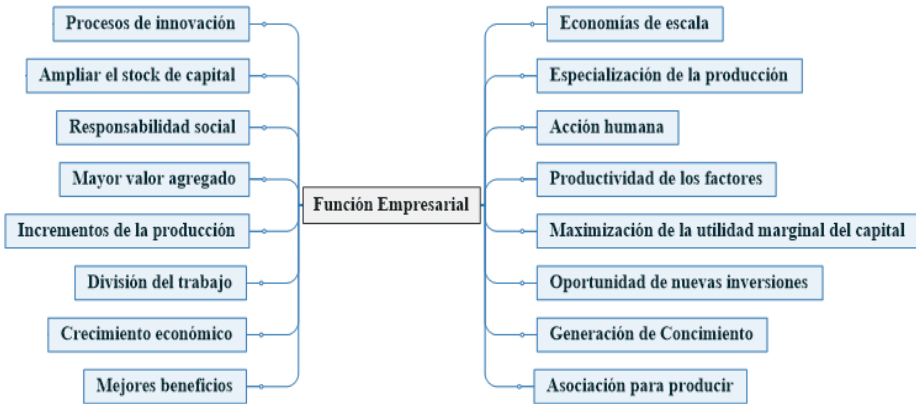 Procesos de innovación
Ampliar el stock de capital
Responsabilidad social
Mayor valor agregado
Incrementos de la producción
División del trabajo
Crecimiento económico
Mejores beneficios
Función Empresarial
Economías de escala
Especialización de la producción
Acción humana
Productividad de los factores
Maximización de la utilidad marginal del capital
Oportunidad de nuevas inversiones
Generación de Concimiento
Asociación para producir